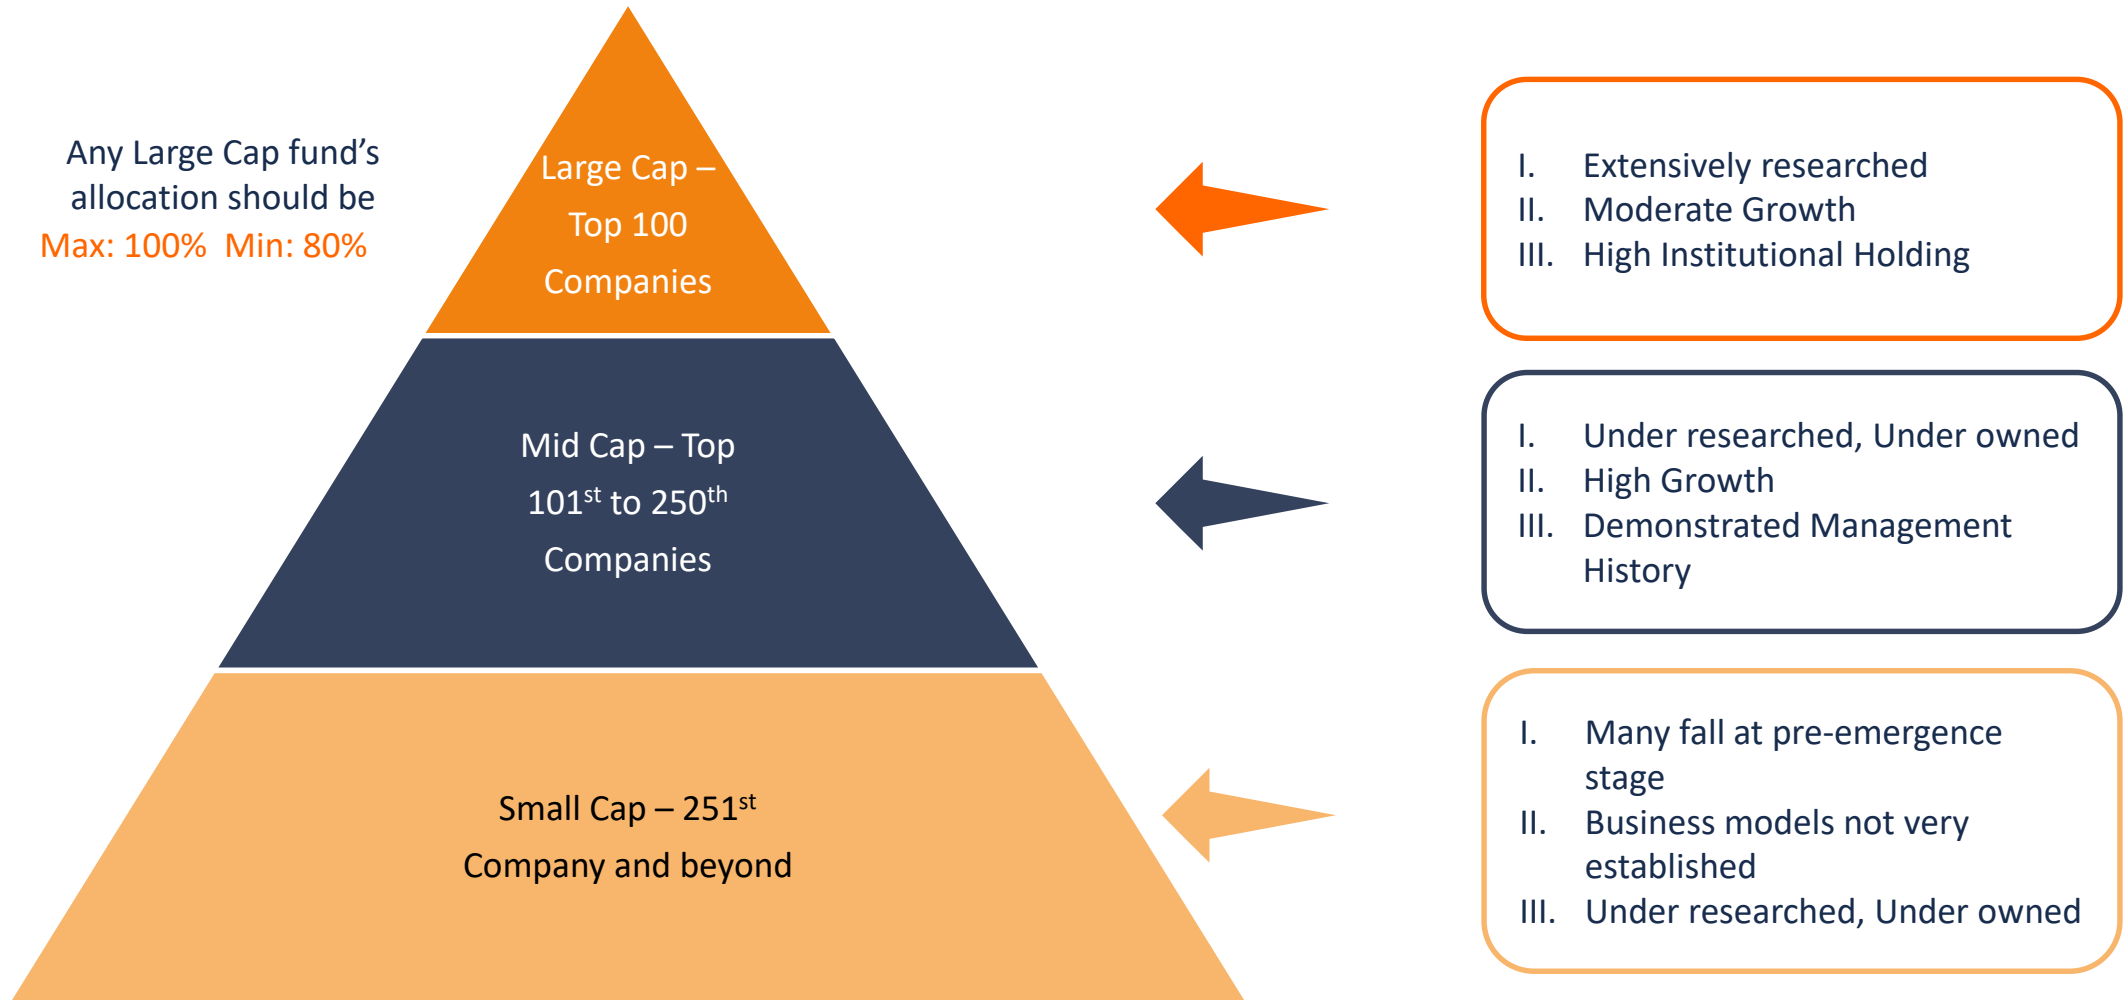 Any Large Cap fund’s
allocation should be
Max: 100% Min: 80%
Large Cap –
Top 100
Companies
I. Extensively researched
II. Moderate Growth
III. High Institutional Holding
Mid Cap – Top
101st to 250th
Companies
I. Under researched, Under owned
II. High Growth
III. Demonstrated Management
History
Small Cap – 251st
Company and beyond
I. Many fall at pre-emergence
stage
II. Business models not very
established
III. Under researched, Under owned